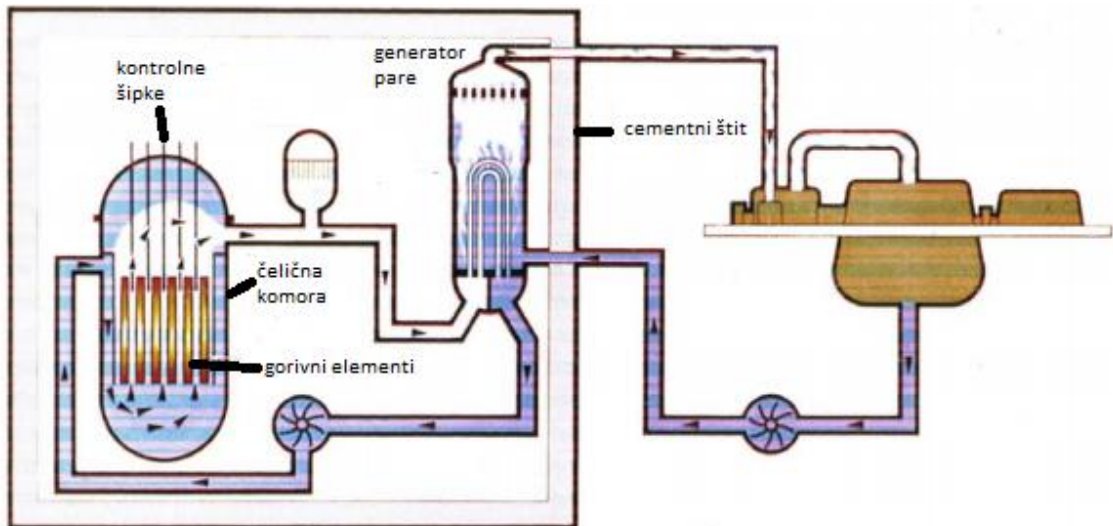 kontrolne
šipke
generator
pare
cementni štit
čelična
komora
gorivni elementi